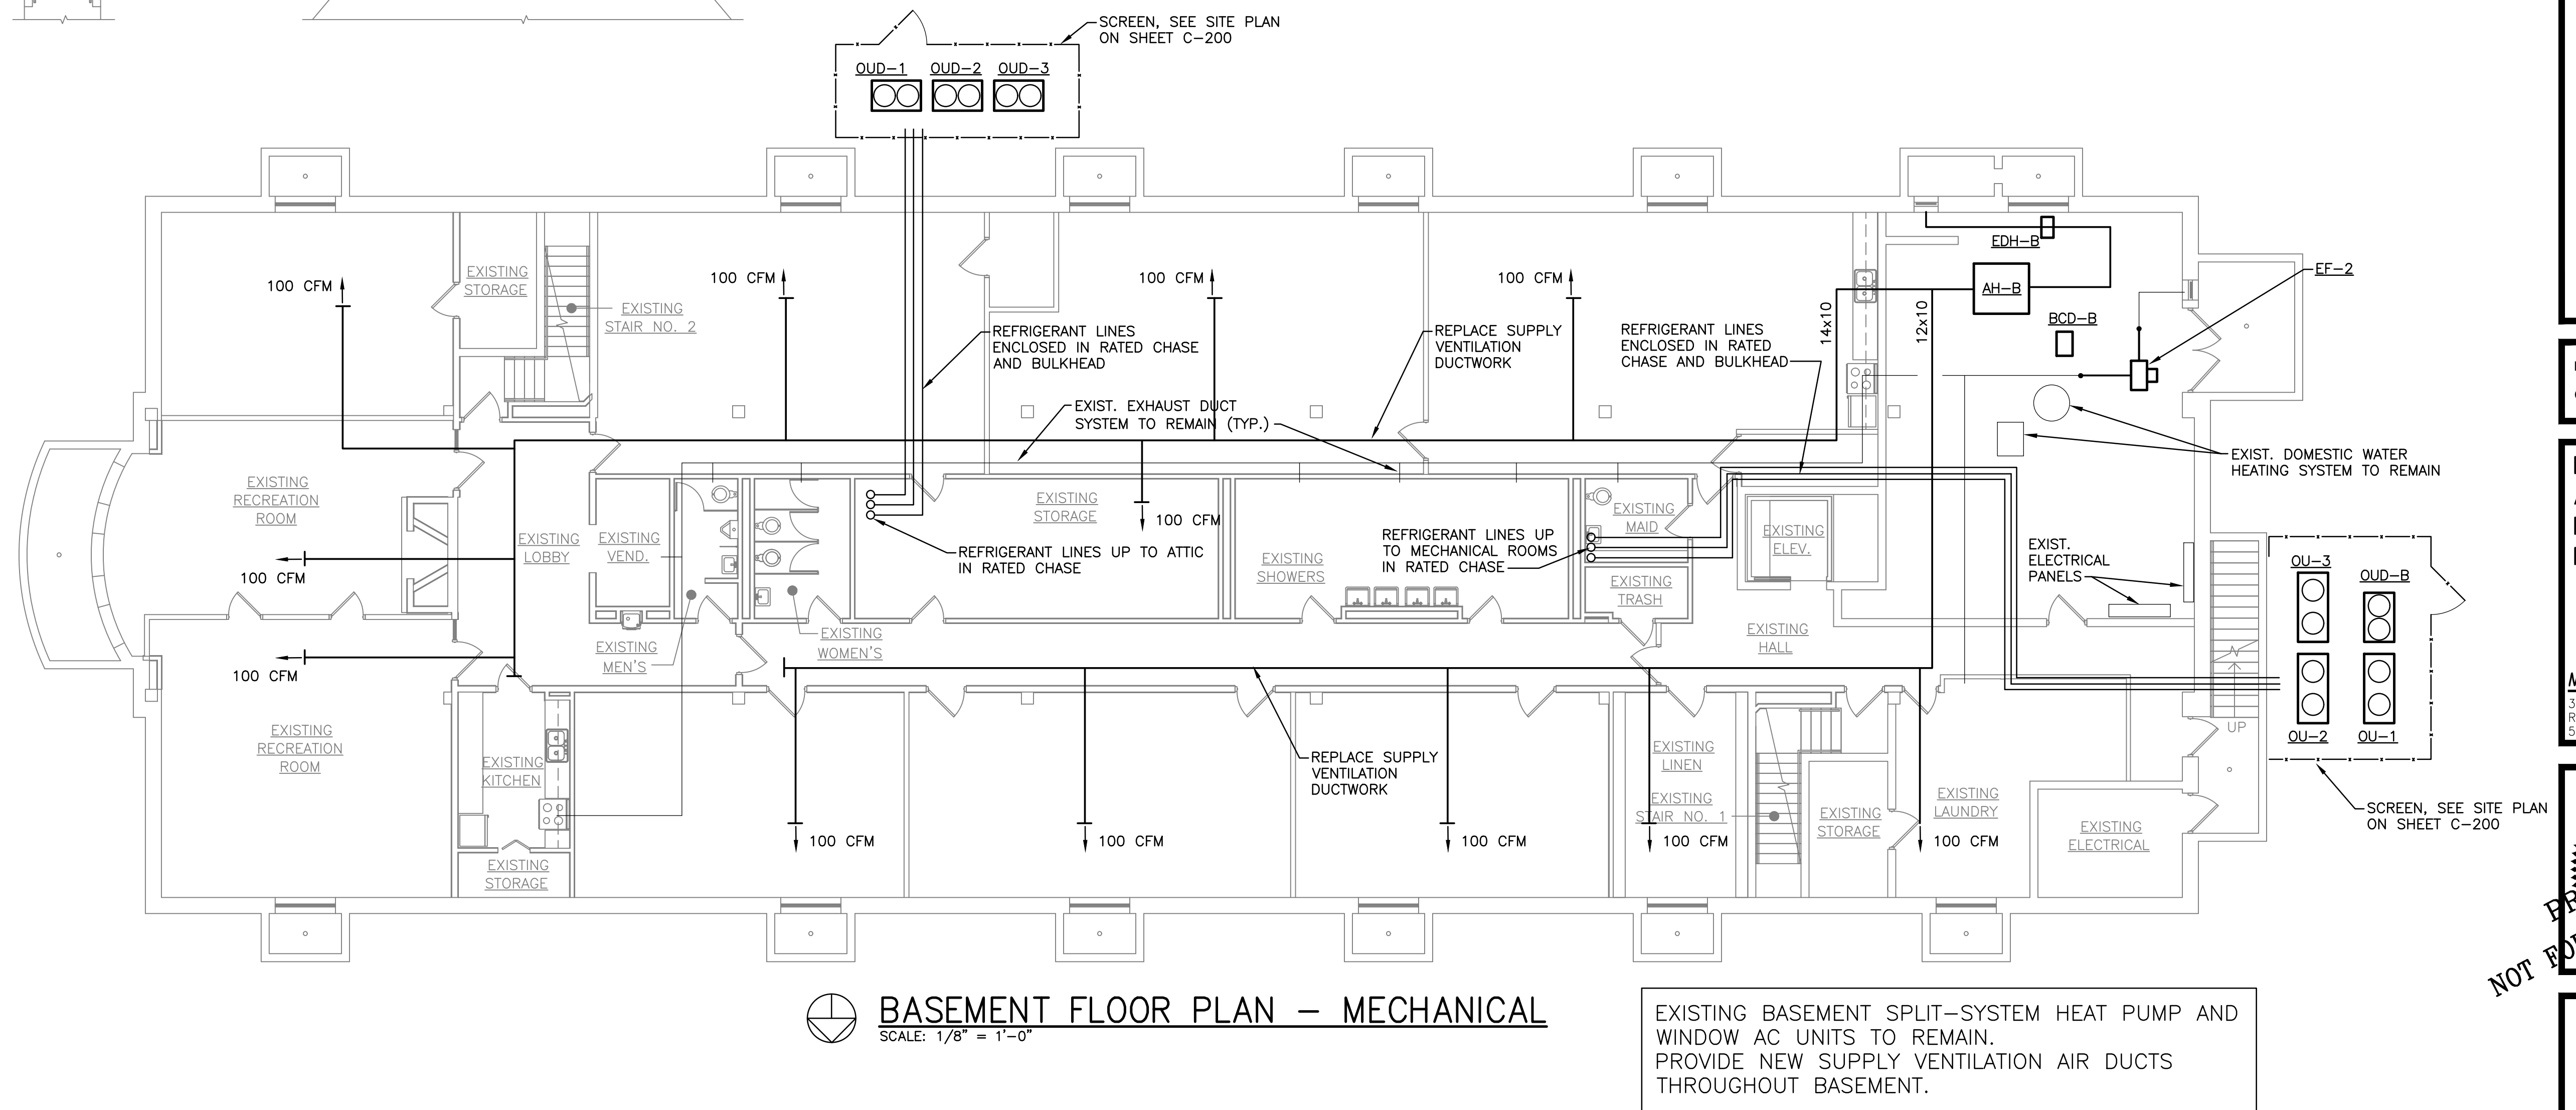 SCREEN, SEE SITE PLAN
ON SHEET C-200
OUD-1
OUD-2
OUD-3
EDH-B
AH-B
BCD-B
EF-2
100 CFM
100 CFM
100 CFM
100 CFM
EXISTING
STORAGE
EXISTING
STAIR NO. 2
REFRIGERANT LINES
ENCLOSED IN RATED CHASE
AND BULKHEAD
REPLACE SUPPLY
VENTILATION
DUCTWORK
REFRIGERANT LINES
ENCLOSED IN RATED
CHASE AND BULKHEAD
14x10
12x10
EXIST. EXHAUST DUCT
SYSTEM TO REMAIN (TYP.)
EXIST. DOMESTIC WATER
HEATING SYSTEM TO REMAIN
EXISTING
RECREATION
ROOM
100 CFM
EXISTING
LOBBY
EXISTING
VEND.
EXISTING
STORAGE
100 CFM
REFRIGERANT LINES UP TO ATTIC
IN RATED CHASE
EXISTING
SHOWERS
REFRIGERANT LINES UP
TO MECHANICAL ROOMS
IN RATED CHASE
EXISTING
MAID
EXISTING
TRASH
EXISTING
ELEV.
EXIST.
ELECTRICAL
PANELS
OU-3
OUD-B
OU-2
OU-1
UP
100 CFM
EXISTING
MEN'S
EXISTING
WOMEN'S
EXISTING
HALL
EXISTING
RECREATION
ROOM
EXISTING
KITCHEN
EXISTING
STORAGE
REPLACE SUPPLY
VENTILATION
DUCTWORK
EXISTING
LINEN
EXISTING
STAIR NO. 1
EXISTING
STORAGE
EXISTING
LAUNDRY
EXISTING
ELECTRICAL
SCREEN, SEE SITE PLAN
ON SHEET C-200
100 CFM
100 CFM
100 CFM
100 CFM
100 CFM
NOT
BASEMENT FLOOR PLAN - MECHANICAL
SCALE: 1/8" = 1'-0"
EXISTING BASEMENT SPLIT-SYSTEM HEAT PUMP AND
WINDOW AC UNITS TO REMAIN.
PROVIDE NEW SUPPLY VENTILATION AIR DUCTS
THROUGHOUT BASEMENT.